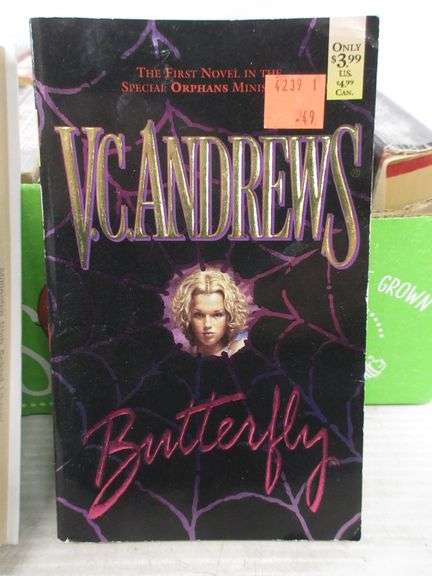 ONLY
$3.99
U.S.
$4.99
CAN.
THE FIRST NOVEL IN THE
SPECIAL ORPHANS
4239 1
.49
V.C. ANDREWS®
Butterfly
GROWN